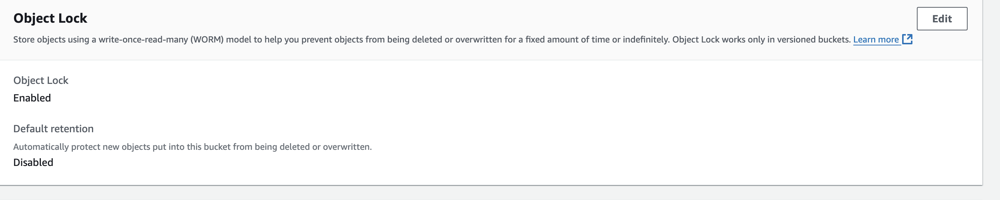 Object Lock
Edit
Store objects using a write-once-read-many (WORM) model to help you prevent objects from being deleted or overwritten for a fixed amount of time or indefinitely. Object Lock works only in versioned buckets. Learn more
Object Lock
Enabled
Default retention
Automatically protect new objects put into this bucket from being deleted or overwritten.
Disabled